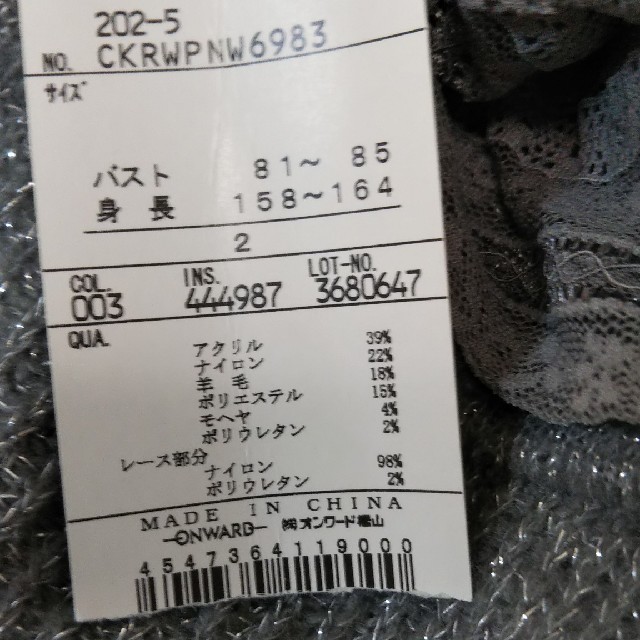 202-5
NO. CKRWPNW6983
サイズ
バスト 81～ 85
身長 158～164
2
COL. INS. LOT-NO.
003 444987 3680647
QUA. アクリル 39%
ナイロン 22%
羊毛 18%
ポリエステル 15%
モヘヤ 4%
ポリウレタン 2%
レース部分
ナイロン 98%
ポリウレタン 2%
MADE IN CHINA
ONWARD ㈱オンワード樫山
4547364119000